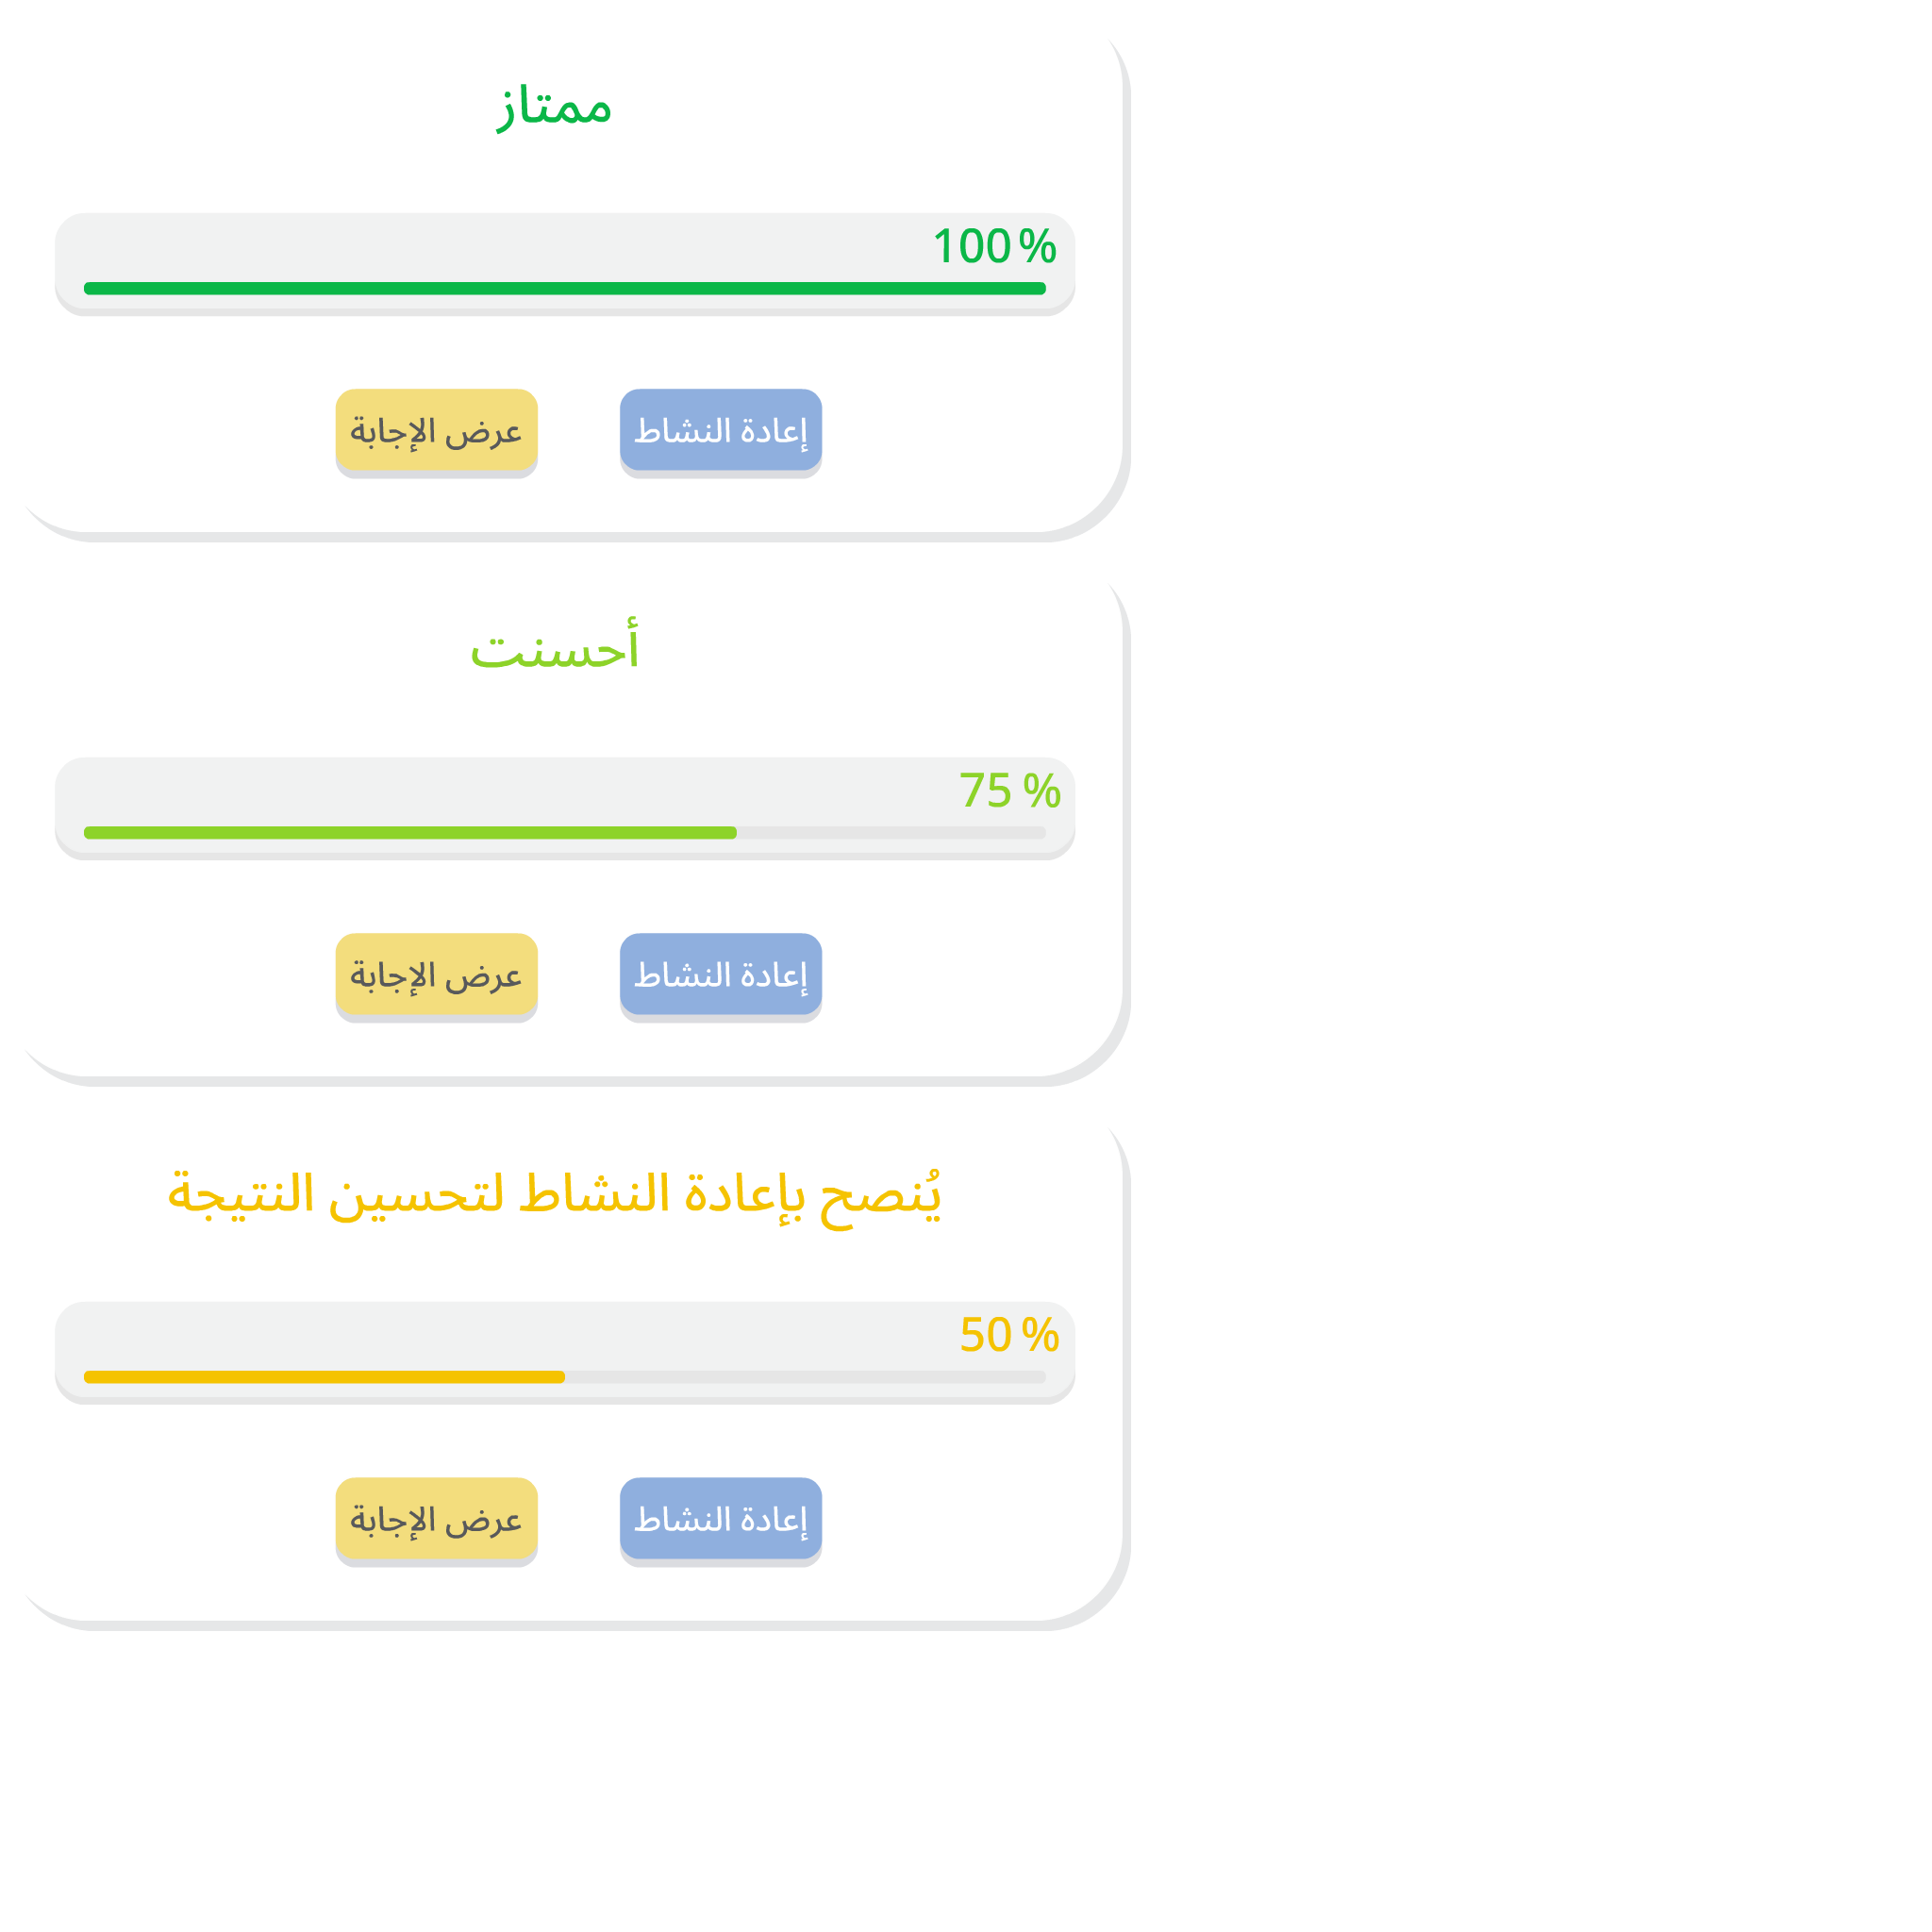 ممتاز
100 %
إعادة النشاط
عرض الإجابة
أحسنت
75 %
إعادة النشاط
عرض الإجابة
يُنصح بإعادة النشاط لتحسين النتيجة
50 %
إعادة النشاط
عرض الإجابة